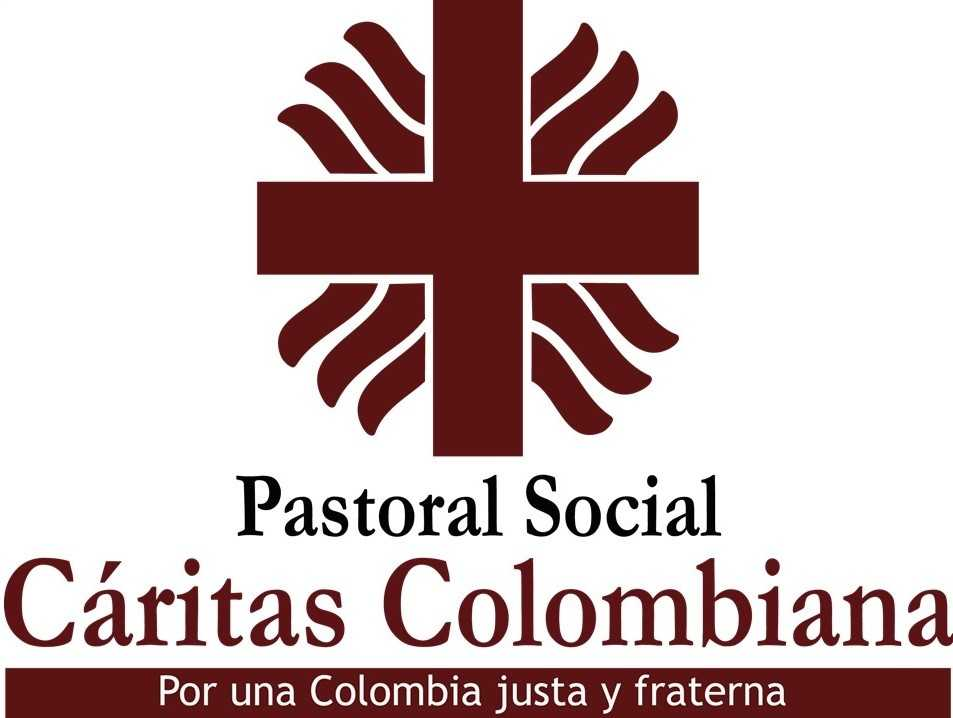 Pastoral Social
Cáritas Colombiana
Por una Colombia justa y fraterna